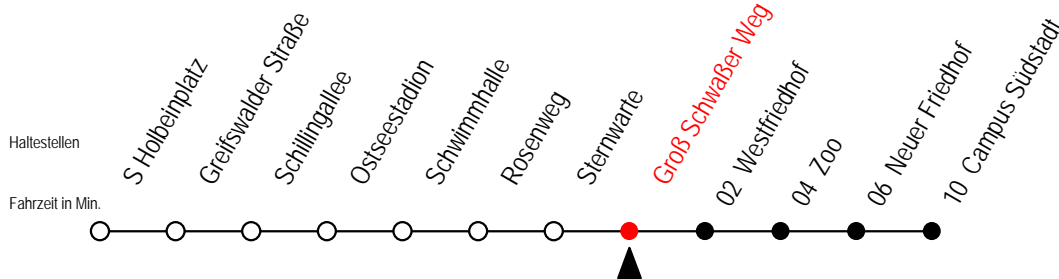 Haltestellen
Fahrzeit in Min.
S Holbeinplatz
Greifswalder Straße
Schillingallee
Ostseestadion
Schwimmhalle
Rosenweg
Sternwarte
Groß Schwaßer Weg
02 Westfriedhof
04 Zoo
06 Neuer Friedhof
10 Campus Südstadt